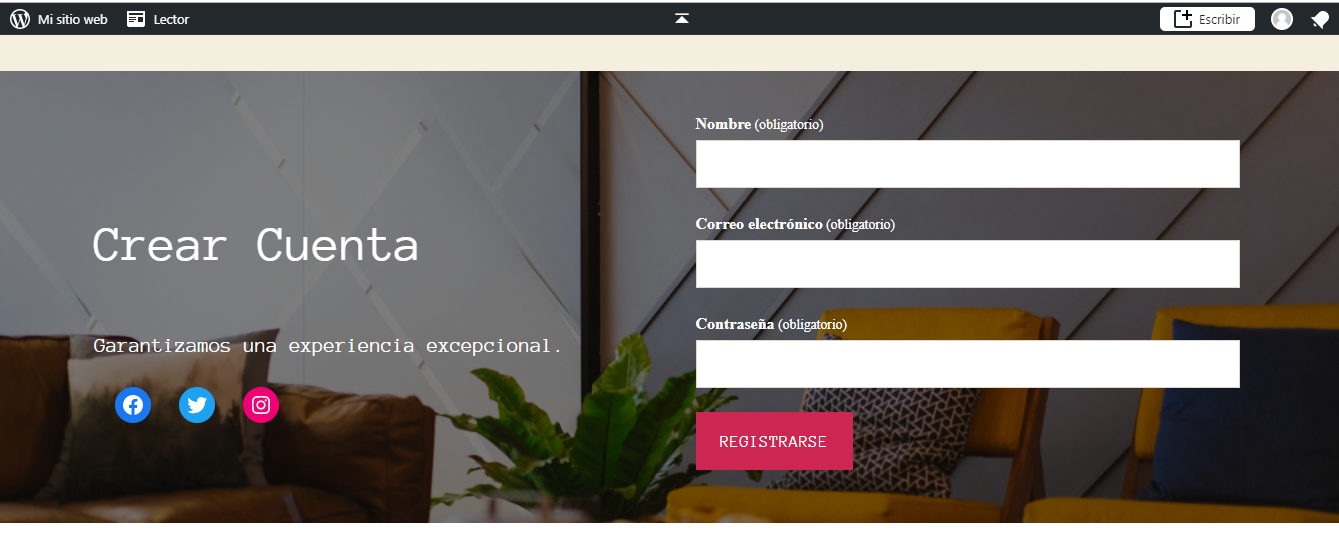 Mi sitio web
Lector
Escribir
Crear Cuenta
Garantizamos una experiencia excepcional.
Nombre (obligatorio)
Correo electrónico (obligatorio)
Contraseña (obligatorio)
REGISTRARSE